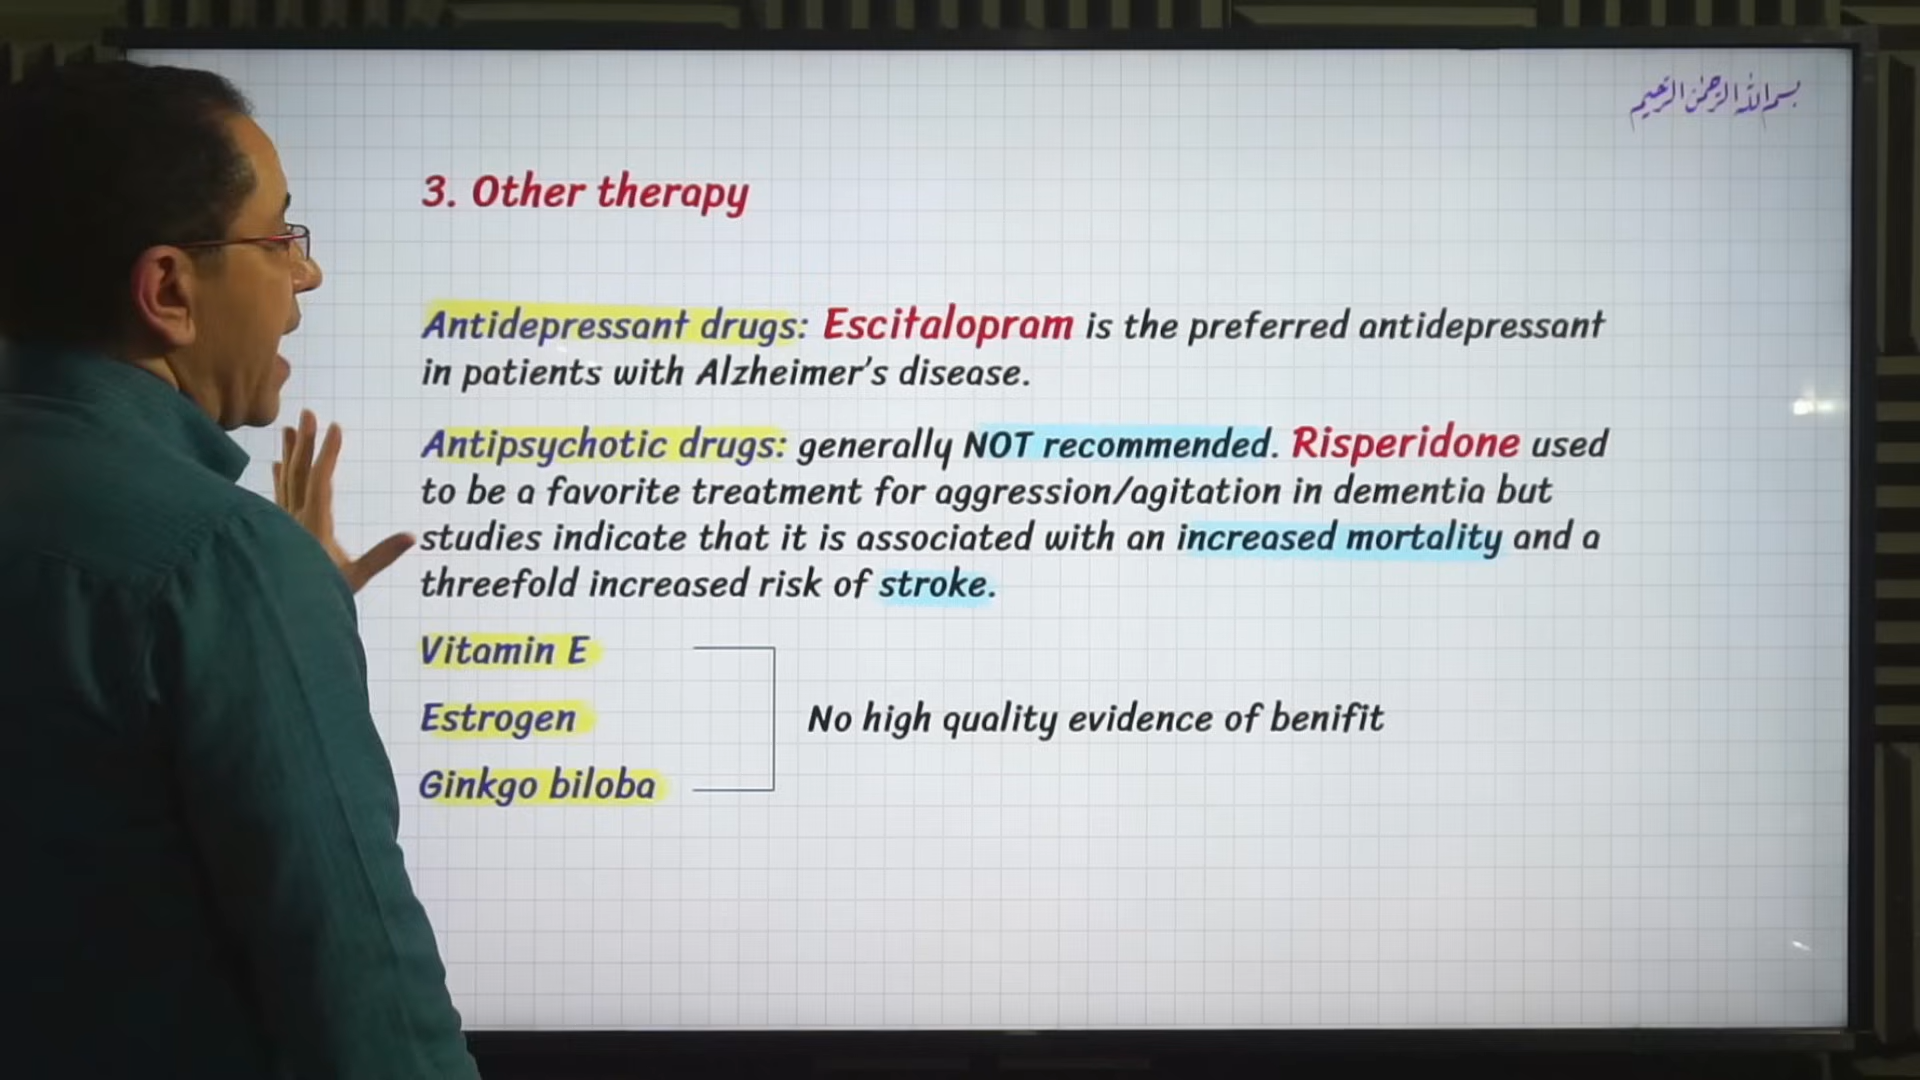 بسم الله الرحمن الرحيم
3. Other therapy
Antidepressant drugs: Escitalopram is the preferred antidepressant
in patients with Alzheimer's disease.
Antipsychotic drugs: generally NOT recommended. Risperidone used
to be a favorite treatment for aggression/agitation in dementia but
studies indicate that it is associated with an increased mortality and a
threefold increased risk of stroke.
Vitamin E
Estrogen
No high quality evidence of benifit
Ginkgo biloba